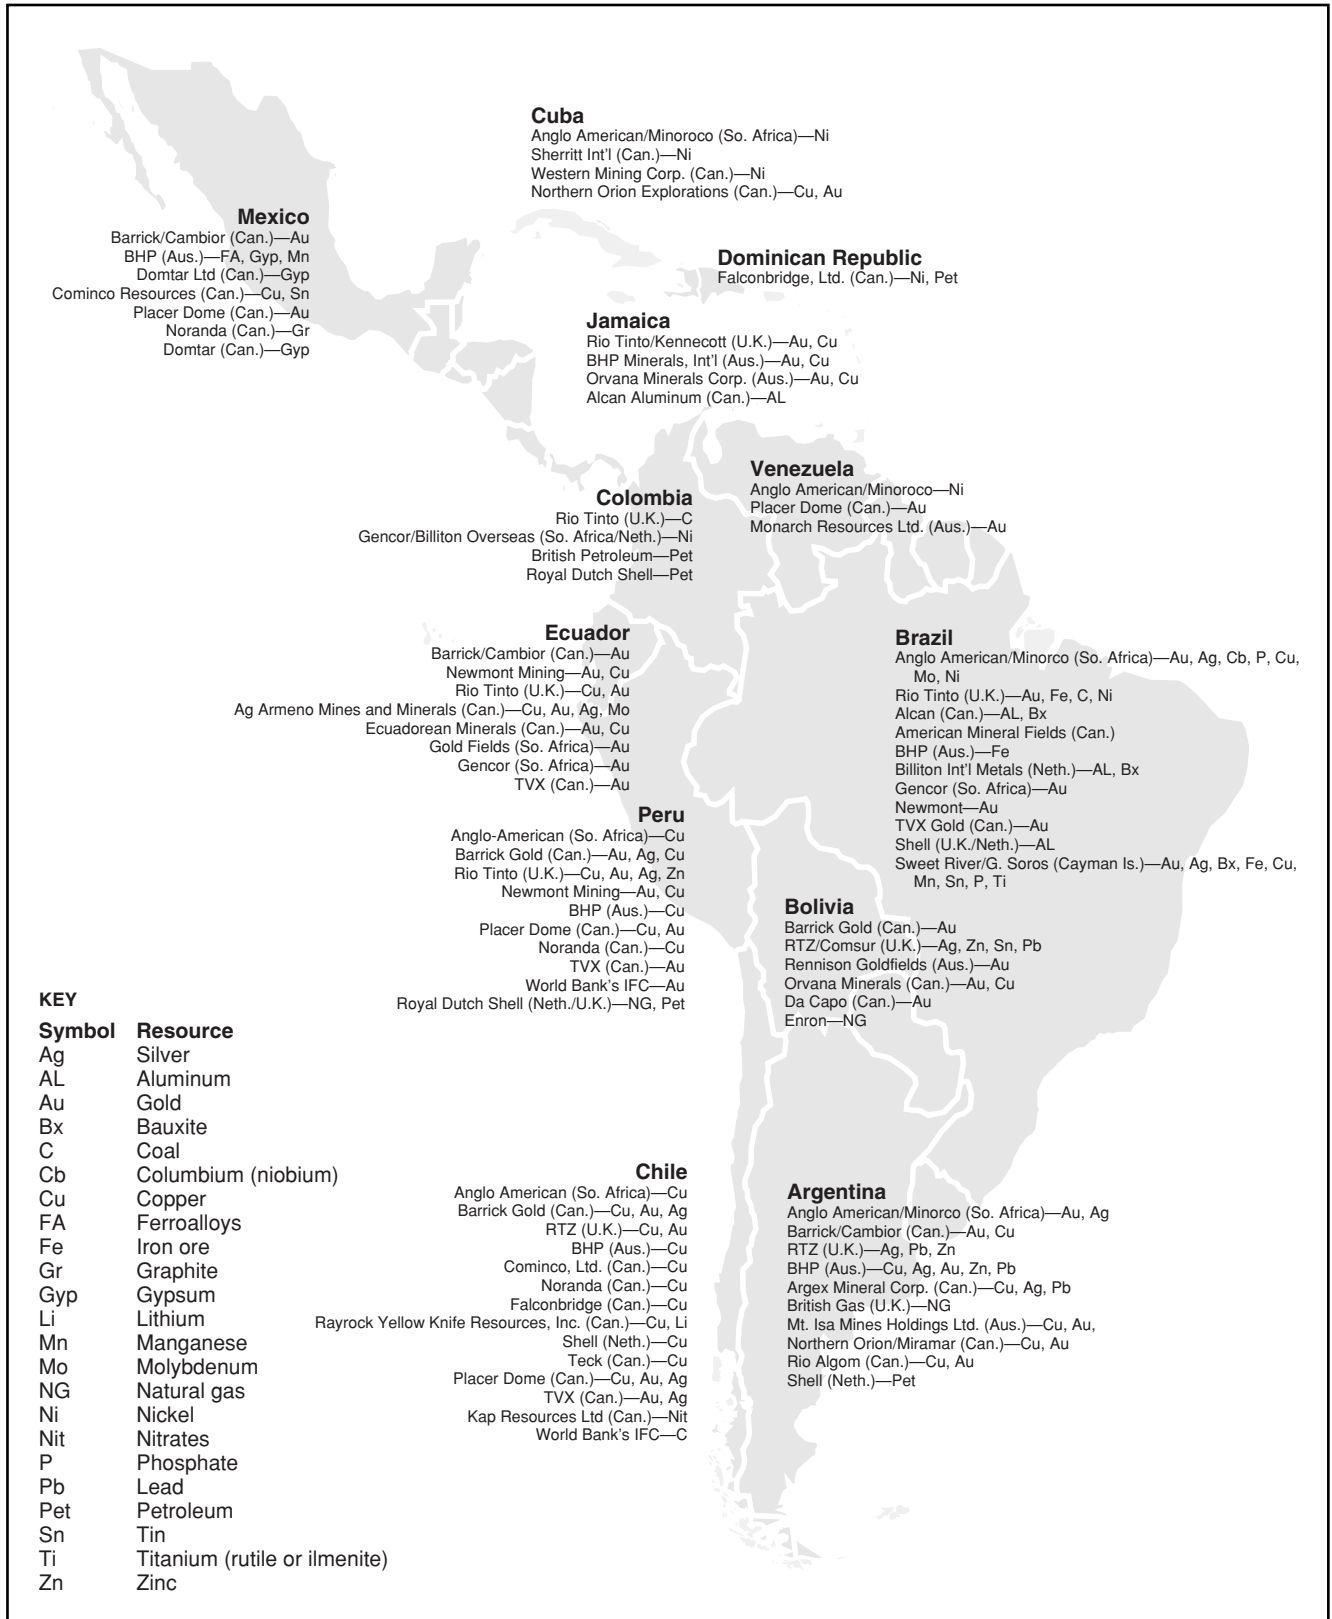 Cuba
Anglo American/Minoroco (So. Africa)—Ni
Sherritt Int'l (Can.)—Ni
Western Mining Corp. (Can.)—Ni
Northern Orion Explorations (Can.)—Cu, Au
Mexico
Barrick/Cambior (Can.)—Au
BHP (Aus.)—FA, Gyp, Mn
Domtar Ltd (Can.)—Gyp
Cominco Resources (Can.)—Cu, Sn
Placer Dome (Can.)—Au
Noranda (Can.)—Gr
Domtar (Can.)—Gyp
Dominican Republic
Falconbridge, Ltd. (Can.)—Ni, Pet
Jamaica
Rio Tinto/Kennecott (U.K.)—Au, Cu
BHP Minerals, Int'l (Aus.)—Au, Cu
Orvana Minerals Corp. (Aus.)—Au, Cu
Alcan Aluminum (Can.)—AL
Venezuela
Anglo American/Minoroco—Ni
Placer Dome (Can.)—Au
Monarch Resources Ltd. (Aus.)—Au
Colombia
Rio Tinto (U.K.)—C
Gencor/Billiton Overseas (So. Africa/Neth.)—Ni
British Petroleum—Pet
Royal Dutch Shell—Pet
Ecuador
Barrick/Cambior (Can.)—Au
Newmont Mining—Au, Cu
Rio Tinto (U.K.)—Cu, Au
Ag Armeno Mines and Minerals (Can.)—Cu, Au, Ag, Mo
Ecuadorean Minerals (Can.)—Au, Cu
Gold Fields (So. Africa)—Au
Gencor (So. Africa)—Au
TVX (Can.)—Au
Brazil
Anglo American/Minorco (So. Africa)—Au, Ag, Cb, P, Cu,
Mo, Ni
Rio Tinto (U.K.)—Au, Fe, C, Ni
Alcan (Can.)—AL, Bx
American Mineral Fields (Can.)
BHP (Aus.)—Fe
Billiton Int'l Metals (Neth.)—AL, Bx
Gencor (So. Africa)—Au
Newmont—Au
TVX Gold (Can.)—Au
Shell (U.K./Neth.)—AL
Sweet River/G. Soros (Cayman Is.)—Au, Ag, Bx, Fe, Cu,
Mn, Sn, P, Ti
Peru
Anglo-American (So. Africa)—Cu
Barrick Gold (Can.)—Au, Ag, Cu
Rio Tinto (U.K.)—Cu, Au, Ag, Zn
Newmont Mining—Au, Cu
BHP (Aus.)—Cu
Placer Dome (Can.)—Cu, Au
Noranda (Can.)—Cu
TVX (Can.)—Au
World Bank's IFC—Au
Royal Dutch Shell (Neth./U.K.)—NG, Pet
Bolivia
Barrick Gold (Can.)—Au
RTZ/Comsur (U.K.)—Ag, Zn, Sn, Pb
Rennison Goldfields (Aus.)—Au
Orvana Minerals (Can.)—Au, Cu
Da Capo (Can.)—Au
Enron—NG
Chile
Anglo American (So. Africa)—Cu
Barrick Gold (Can.)—Cu, Au, Ag
RTZ (U.K.)—Cu, Au
BHP (Aus.)—Cu
Cominco, Ltd. (Can.)—Cu
Noranda (Can.)—Cu
Falconbridge (Can.)—Cu
Rayrock Yellow Knife Resources, Inc. (Can.)—Cu, Li
Shell (Neth.)—Cu
Teck (Can.)—Cu
Placer Dome (Can.)—Cu, Au, Ag
TVX (Can.)—Au, Ag
Kap Resources Ltd (Can.)—Nit
World Bank's IFC—C
Argentina
Anglo American/Minorco (So. Africa)—Au, Ag
Barrick/Cambior (Can.)—Au, Cu
RTZ (U.K.)—Ag, Pb, Zn
BHP (Aus.)—Cu, Ag, Au, Zn, Pb
Argex Mineral Corp. (Can.)—Cu, Ag, Pb
British Gas (U.K.)—NG
Mt. Isa Mines Holdings Ltd. (Aus.)—Cu, Au,
Northern Orion/Miramar (Can.)—Cu, Au
Rio Algom (Can.)—Cu, Au
Shell (Neth.)—Pet
KEY
Symbol Resource
Ag Silver
AL Aluminum
Au Gold
Bx Bauxite
C Coal
Cb Columbium (niobium)
Cu Copper
FA Ferroalloys
Fe Iron ore
Gr Graphite
Gyp Gypsum
Li Lithium
Mn Manganese
Mo Molybdenum
NG Natural gas
Ni Nickel
Nit Nitrates
P Phosphate
Pb Lead
Pet Petroleum
Sn Tin
Ti Titanium (rutile or ilmenite)
Zn Zinc